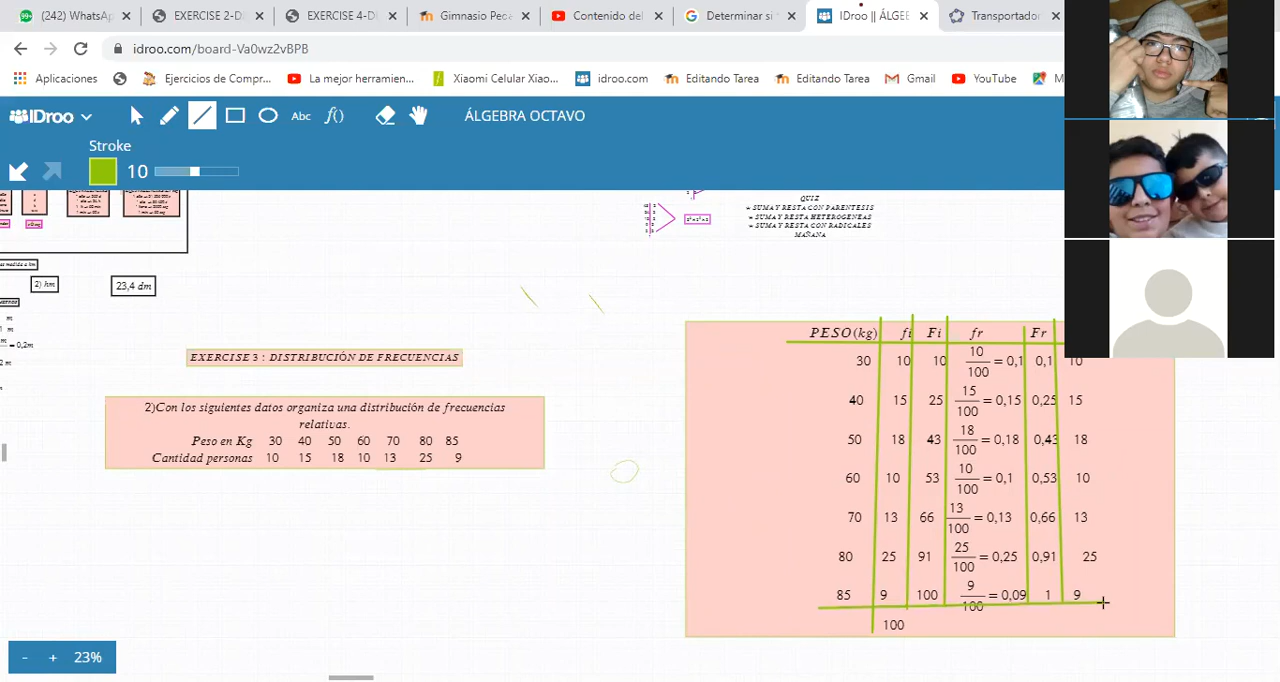 (242) WhatsAp
EXERCISE 2-D
EXERCISE 4-D
Gimnasio Peda
Contenido del
Determinar si
IDroo || ÁLGEB
Transportador
idroo.com/board-Va0wz2vBPB
Aplicaciones
Ejercicios de Compr...
La mejor herramien...
Xiaomi Celular Xiao...
idroo.com
Editando Tarea
Editando Tarea
Gmail
YouTube
M
IDroo
Abc
f()
ÁLGEBRA OCTAVO
Stroke
10
QUIZ
SUMA Y RESTA CON PARENTESIS
SUMA Y RESTA HETEROGENEAS
SUMA Y RESTA CON RADICALES
MAÑANA
2) hm
23,4 dm
= 0,2m
EXERCISE 3 : DISTRIBUCIÓN DE FRECUENCIAS
2)Con los siguientes datos organiza una distribución de frecuencias
relativas.
Peso en Kg 30 40 50 60 70 80 85
Cantidad personas 10 15 18 10 13 25 9
PESO(kg) fi Fi fr Fr
30 10 10 10/100 = 0,1 0,1 10
40 15 25 15/100 = 0,15 0,25 15
50 18 43 18/100 = 0,18 0,43 18
60 10 53 10/100 = 0,1 0,53 10
70 13 66 13/100 = 0,13 0,66 13
80 25 91 25/100 = 0,25 0,91 25
85 9 100 9/100 = 0,09 1 9
100
- + 23%